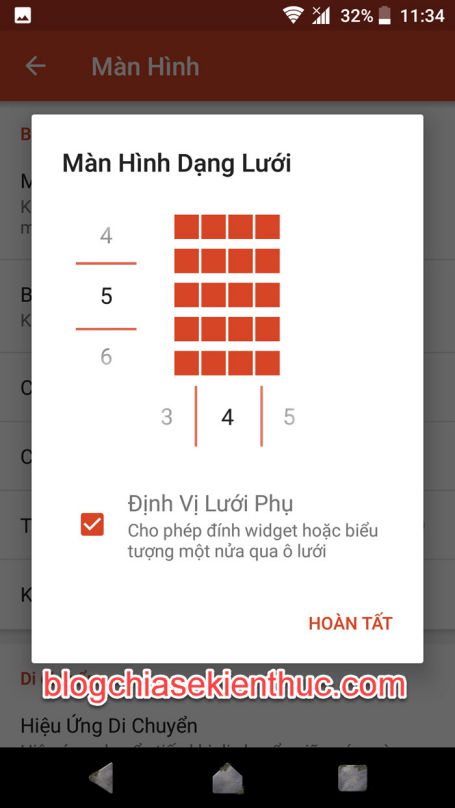 32% 11:34
Màn Hình
B
M
K
m
B
K
C
C
T
K
Màn Hình Dạng Lưới
4
5
6
3 4 5
Định Vị Lưới Phụ
Cho phép đính widget hoặc biểu
tượng một nửa qua ô lưới
HOÀN TẤT
Di
blogchiasekienthuc.com
Hiệu Ứng Di Chuyển